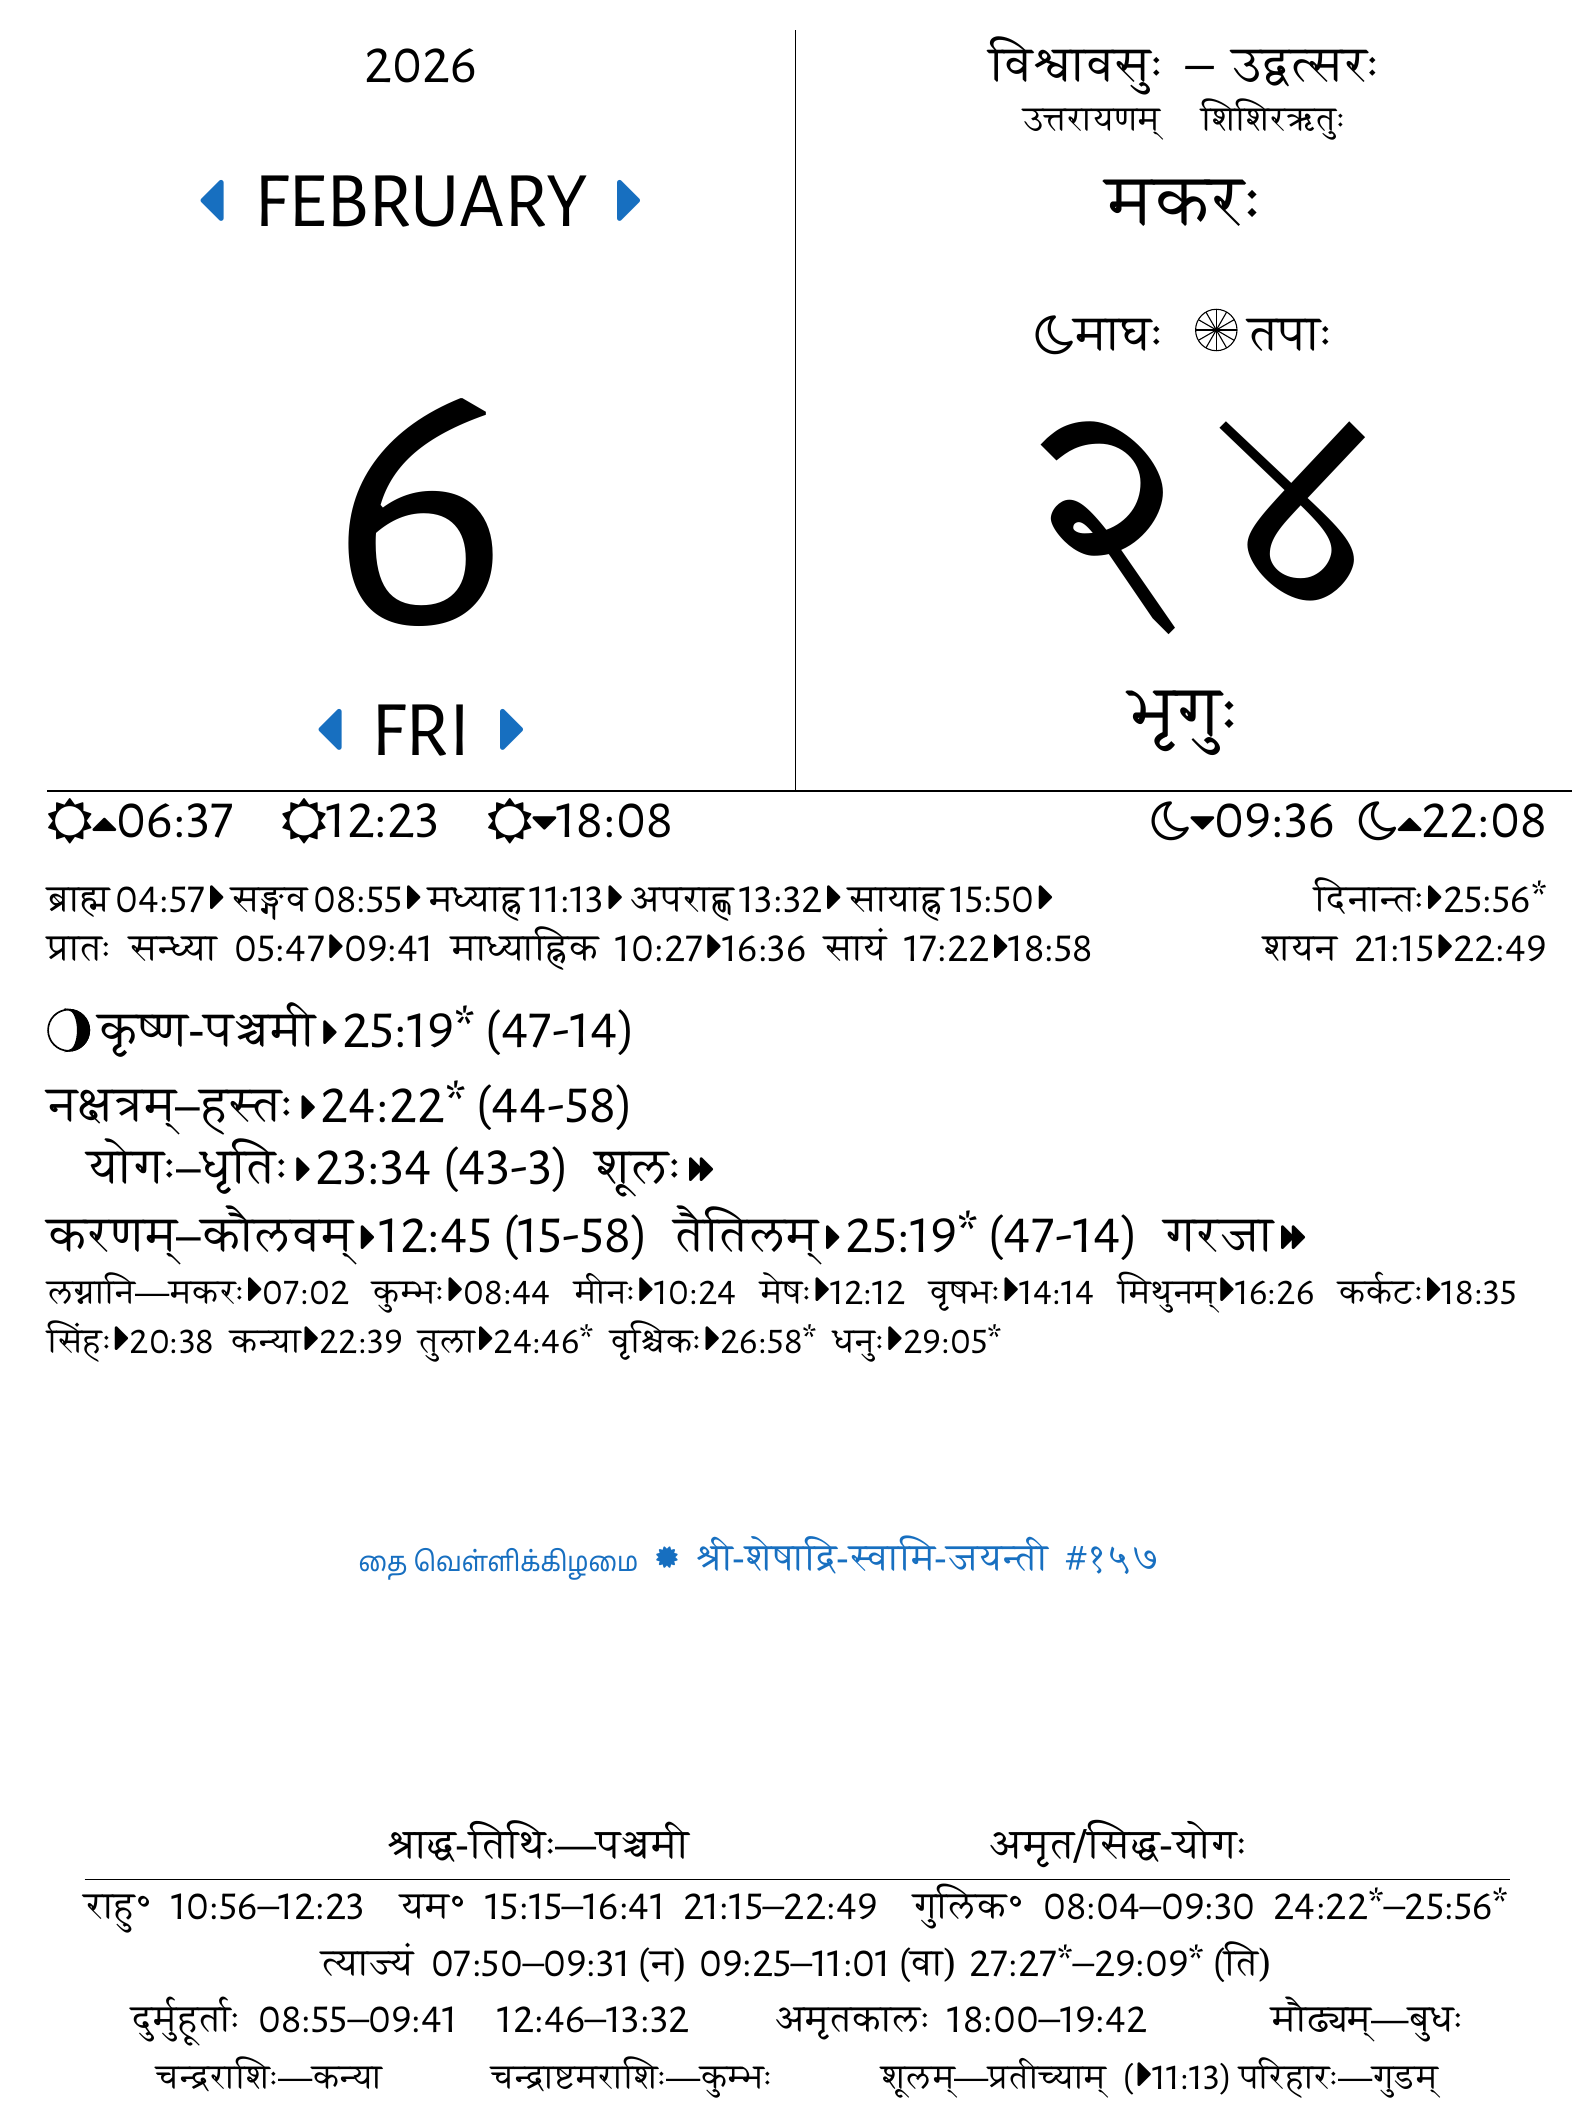 2026
FEBRUARY
6
FRI
विश्वावसुः – उद्वत्सरः
उत्तरायणम् शिशिरऋतुः
मकरः
माघः तपाः
२४
भृगुः
06:37 12:23 18:08 09:36 22:08
ब्राह्म 04:57 सङ्गव 08:55 मध्याह्न 11:13 अपराह्ण 13:32 सायाह्न 15:50 दिनान्तः 25:56*
प्रातः सन्ध्या 05:47 09:41 माध्याह्निक 10:27 16:36 सायं 17:22 18:58 शयन 21:15 22:49
कृष्ण-पञ्चमी 25:19* (47-14)
नक्षत्रम्–हस्तः 24:22* (44-58)
योगः–धृतिः 23:34 (43-3) शूलः
करणम्–कौलवम् 12:45 (15-58) तैतिलम् 25:19* (47-14) गरजा
लग्नानि—मकरः 07:02 कुम्भः 08:44 मीनः 10:24 मेषः 12:12 वृषभः 14:14 मिथुनम् 16:26 कर्कटः 18:35
सिंहः 20:38 कन्या 22:39 तुला 24:46* वृश्चिकः 26:58* धनुः 29:05*
தை வெள்ளிக்கிழமை श्री-शेषाद्रि-स्वामि-जयन्ती #१५७
श्राद्ध-तिथिः—पञ्चमी अमृत/सिद्ध-योगः
राहु॰ 10:56–12:23 यम॰ 15:15–16:41 21:15–22:49 गुलिक॰ 08:04–09:30 24:22*–25:56*
त्याज्यं 07:50–09:31 (न) 09:25–11:01 (वा) 27:27*–29:09* (ति)
दुर्मुहूर्ताः 08:55–09:41 12:46–13:32 अमृतकालः 18:00–19:42 मौढ्यम्—बुधः
चन्द्रराशिः—कन्या चन्द्राष्टमराशिः—कुम्भः शूलम्—प्रतीच्याम् (11:13) परिहारः—गुडम्